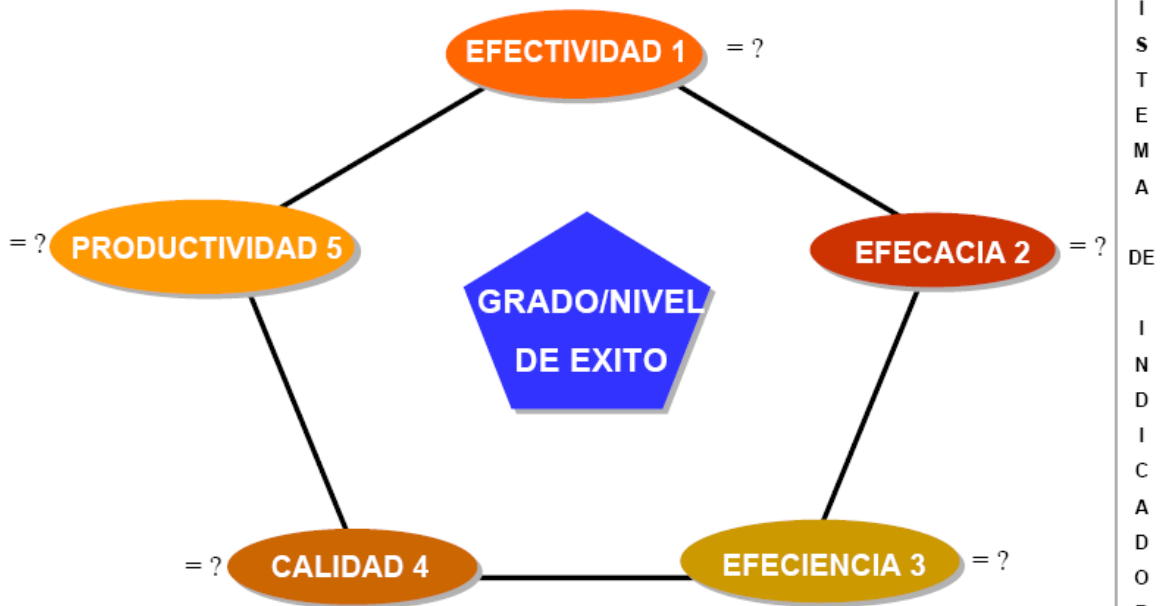 EFECTIVIDAD 1 = ?
= ? PRODUCTIVIDAD 5
EFECACIA 2 = ?
GRADO/NIVEL
DE EXITO
= ? CALIDAD 4
EFECIENCIA 3 = ?
I
S
T
E
M
A
DE
I
N
D
I
C
A
D
O